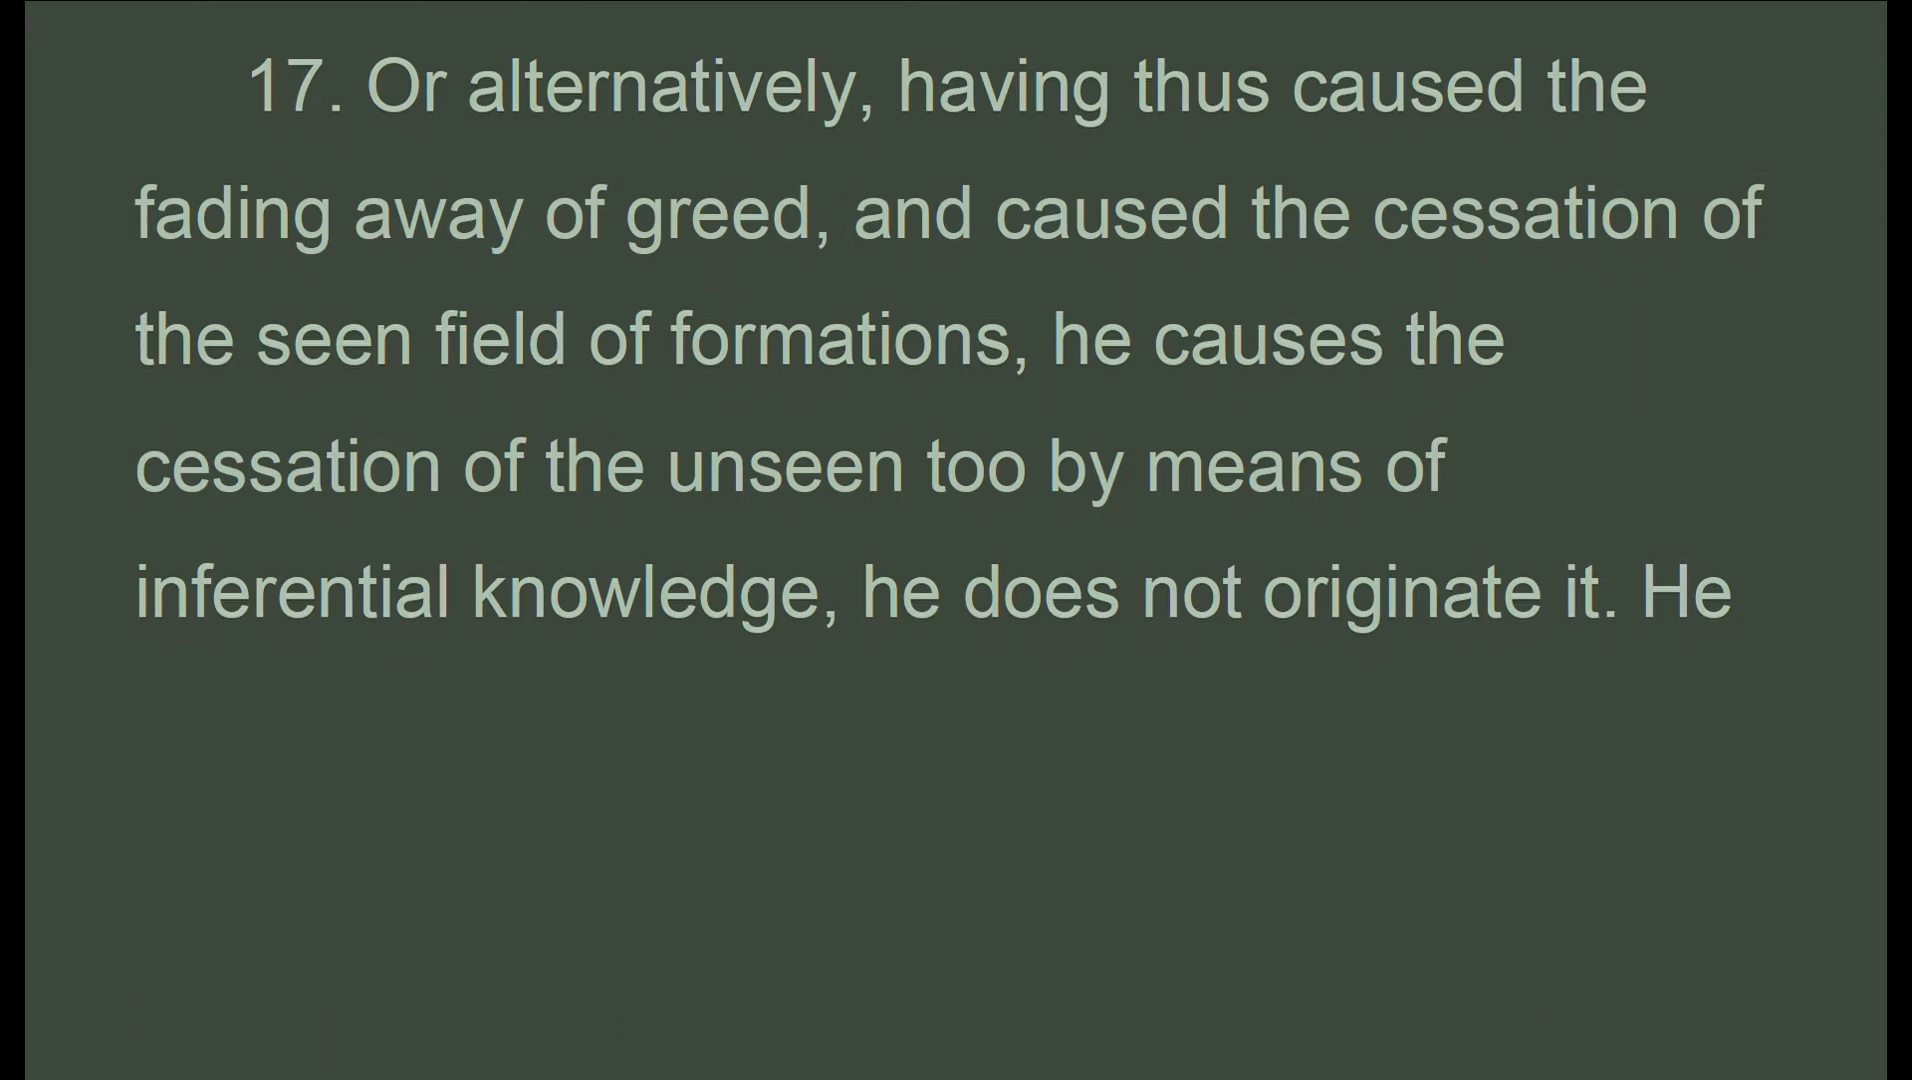 17. Or alternatively, having thus caused the
fading away of greed, and caused the cessation of
the seen field of formations, he causes the
cessation of the unseen too by means of
inferential knowledge, he does not originate it. He